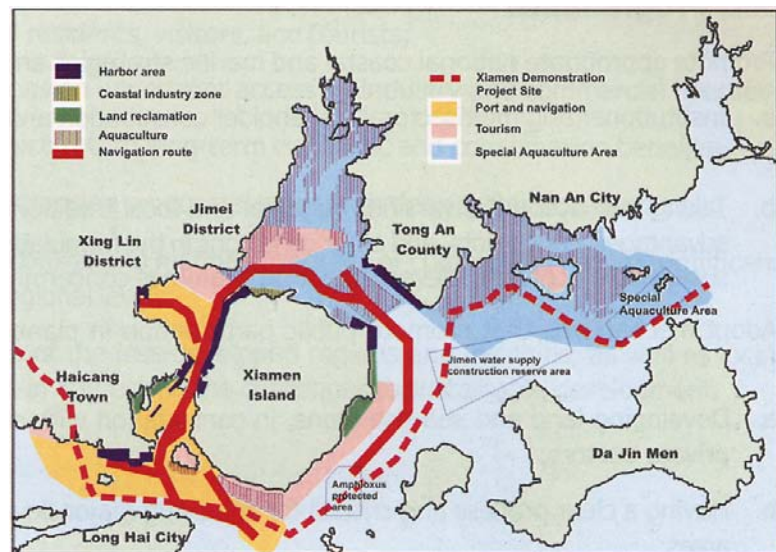 Harbor area
Coastal industry zone
Land reclamation
Aquaculture
Navigation route
Xiamen Demonstration
Project Site
Port and navigation
Tourism
Special Aquaculture Area
Jimei
District
Xing Lin
District
Tong An
County
Nan An City
Special
Aquaculture Area
Jimen water supply
construction reserve area
Haicang
Town
Xiamen
Island
Da Jin Men
Amphioxus
protected
area
Long Hai City